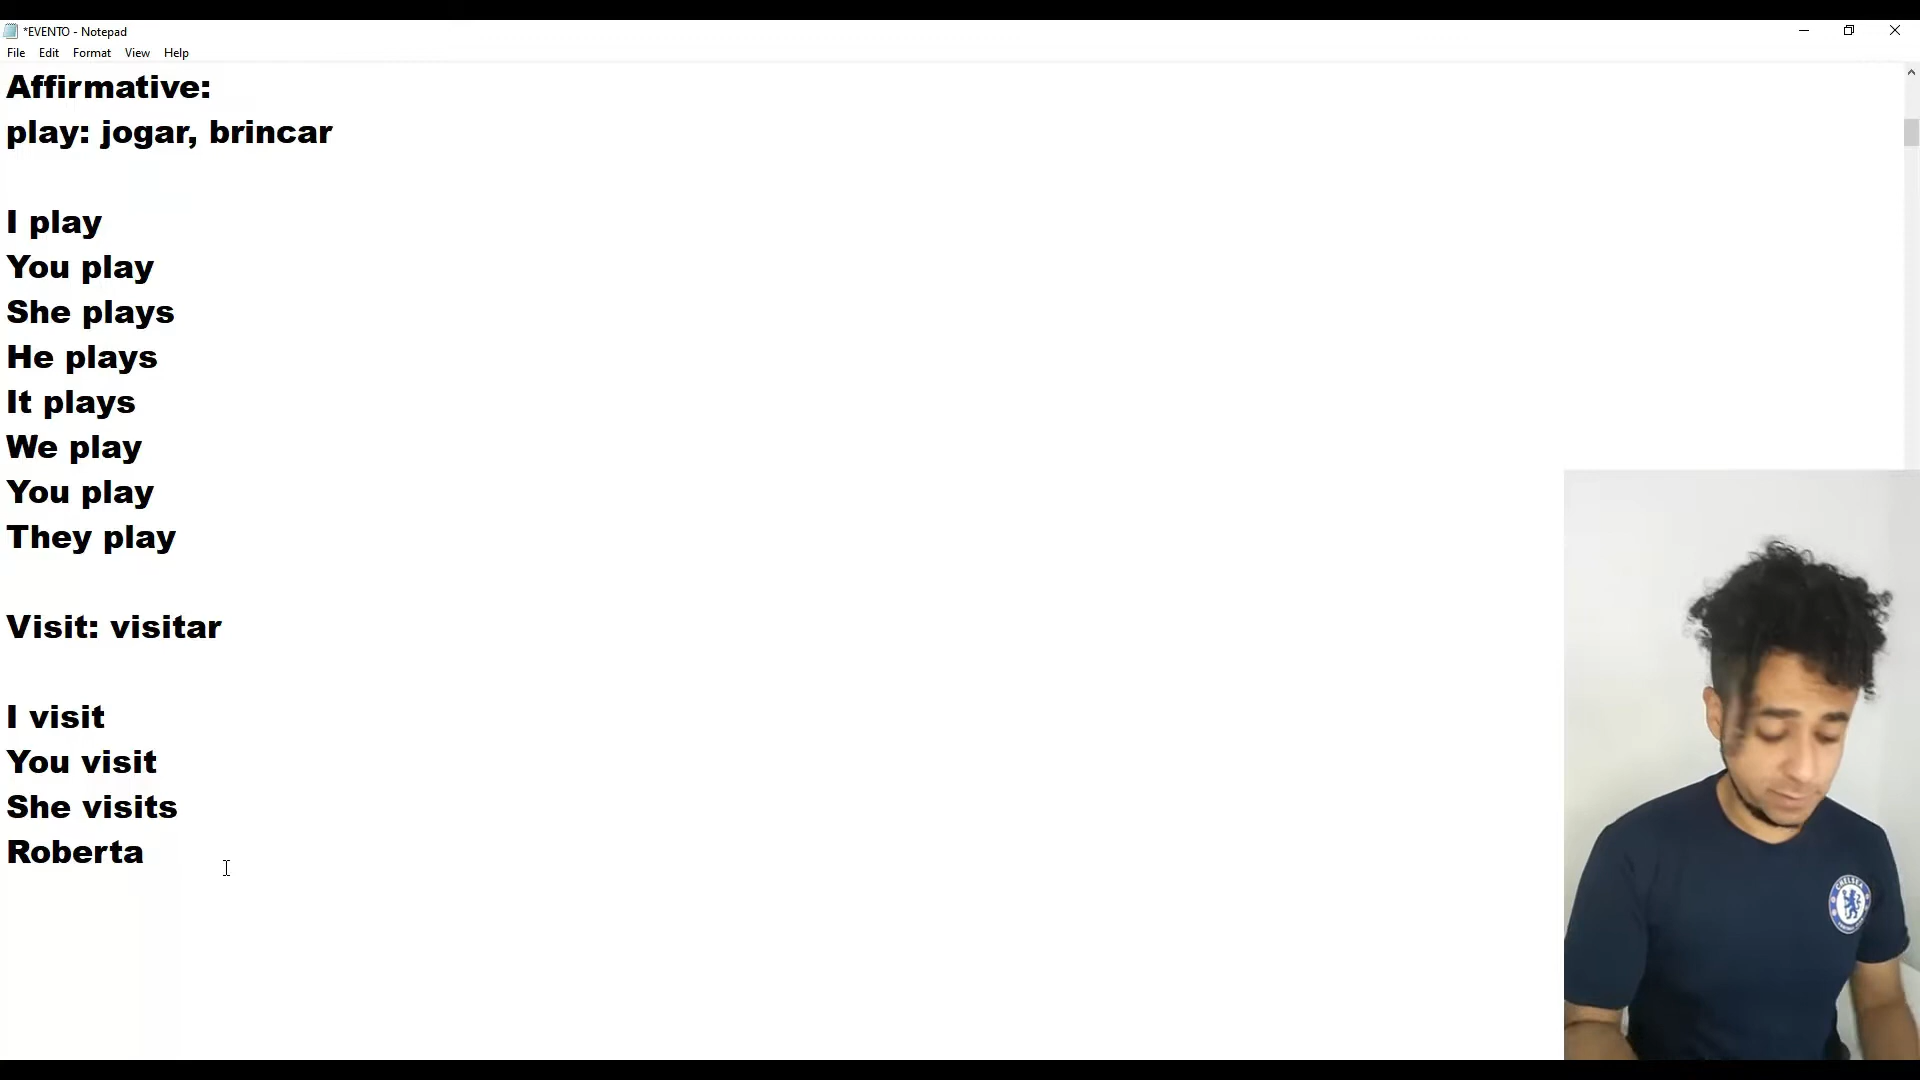 *EVENTO - Notepad
File Edit Format View Help
Affirmative:
play: jogar, brincar
I play
You play
She plays
He plays
It plays
We play
You play
They play
Visit: visitar
I visit
You visit
She visits
Roberta
CHELSEA